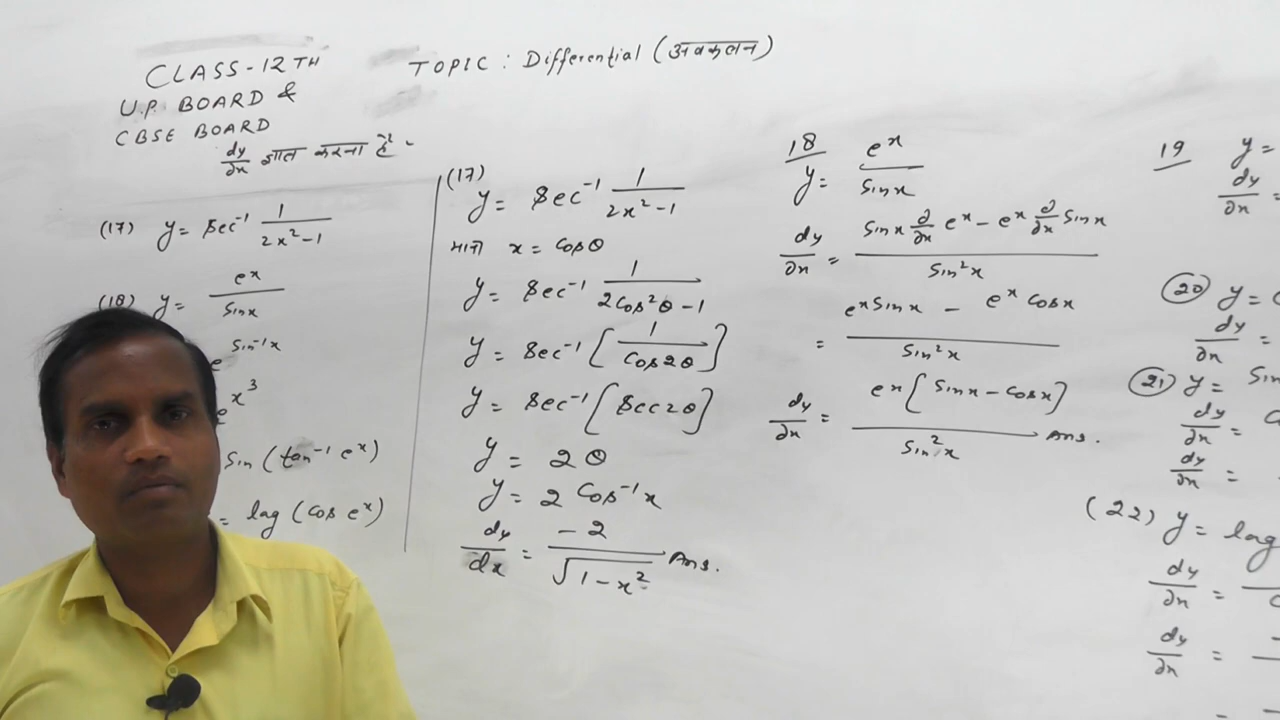 CLASS-12TH
U.P. BOARD &
CBSE BOARD
TOPIC : Differential (अवकलन)
dy/dx ज्ञात करना है -
(17) y = sec⁻¹ 1/(2x²-1)
(18) y = eˣ/sinx
e^(sin⁻¹x)
e^(x³)
Sin (tan⁻¹ eˣ)
= log (cos eˣ)
(17)
y = sec⁻¹ 1/(2x²-1)
माना x = cosθ
y = sec⁻¹ 1/(2cos²θ-1)
y = sec⁻¹ [1/cos2θ]
y = sec⁻¹ [sec2θ]
y = 2θ
y = 2 cos⁻¹x
dy/dx = -2/√(1-x²) Ans.
18
y = eˣ/sinx
dy/dx = (sinx d/dx eˣ - eˣ d/dx sinx)/sin²x
= (eˣ sinx - eˣ cosx)/sin²x
dy/dx = eˣ[sinx - cosx]/sin²x Ans.
19 y =
dy/dx =
(20) y =
dy/dx =
(21) y = Sin
dy/dx =
dy/dx =
(22) y = log
dy/dx =
dy/dx =
=